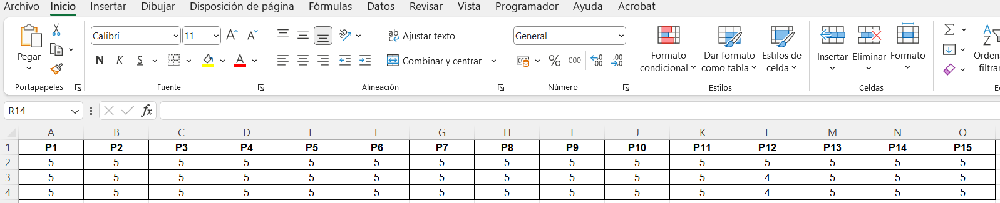 Archivo Inicio Insertar Dibujar Disposición de página Fórmulas Datos Revisar Vista Programador Ayuda Acrobat
Calibri 11 A A ab Ajustar texto General
Pegar N K S A Combinar y centrar % 000 ,00 ,00
Formato condicional Dar formato como tabla Estilos de celda Insertar Eliminar Formato
Portapapeles Fuente Alineación Número Estilos Celdas
R14 fx
A B C D E F G H I J K L M N O
1 P1 P2 P3 P4 P5 P6 P7 P8 P9 P10 P11 P12 P13 P14 P15
2 5 5 5 5 5 5 5 5 5 5 5 5 5 5 5
3 5 5 5 5 5 5 5 5 5 5 5 4 5 5 5
4 5 5 5 5 5 5 5 5 5 5 5 4 5 5 5